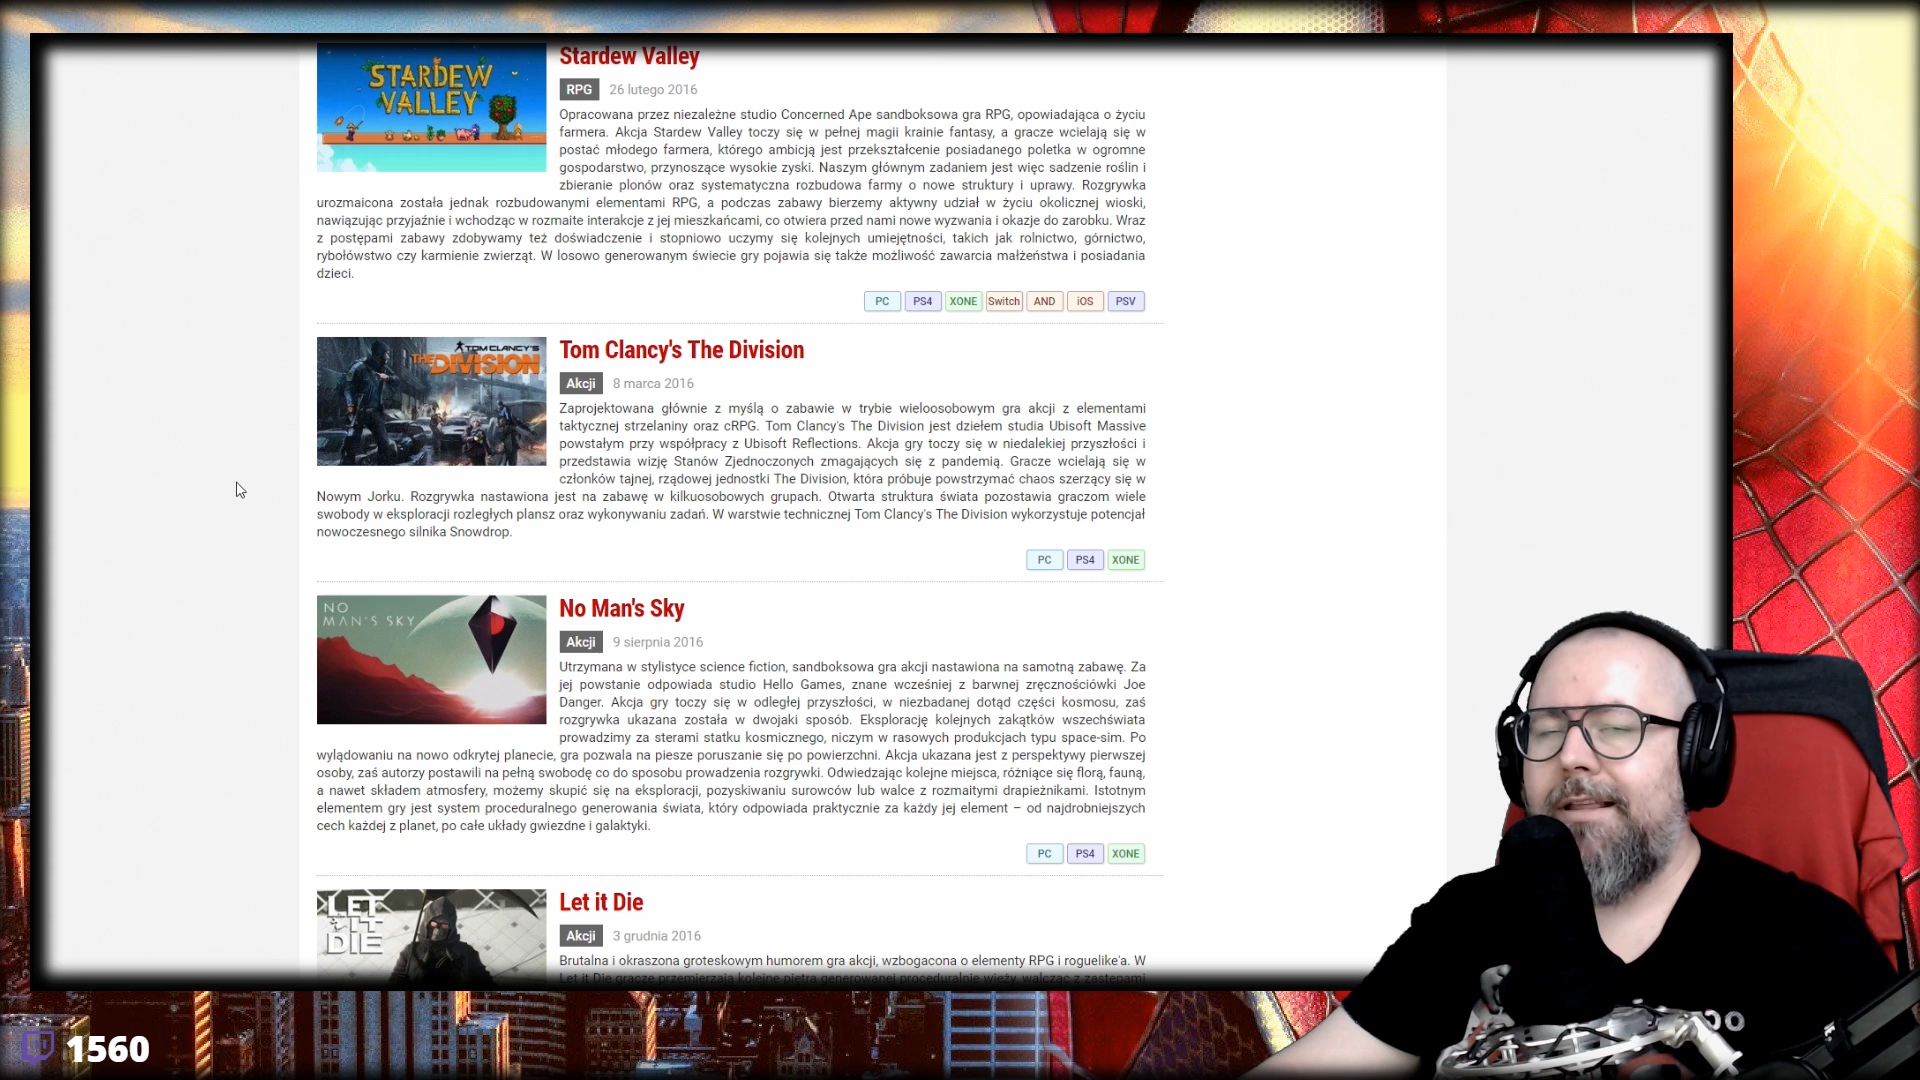 STARDEW
VALLEY
Stardew Valley
RPG 26 lutego 2016
Opracowana przez niezależne studio Concerned Ape sandboksowa gra RPG, opowiadająca o życiu
farmera. Akcja Stardew Valley toczy się w pełnej magii krainie fantasy, a gracze wcielają się w
postać młodego farmera, którego ambicją jest przekształcenie posiadanego poletka w ogromne
gospodarstwo, przynoszące wysokie zyski. Naszym głównym zadaniem jest więc sadzenie roślin i
zbieranie plonów oraz systematyczna rozbudowa farmy o nowe struktury i uprawy. Rozgrywka
urozmaicona została jednak rozbudowanymi elementami RPG, a podczas zabawy bierzemy aktywny udział w życiu okolicznej wioski,
nawiązując przyjaźnie i wchodząc w rozmaite interakcje z jej mieszkańcami, co otwiera przed nami nowe wyzwania i okazje do zarobku. Wraz
z postępami zabawy zdobywamy też doświadczenie i stopniowo uczymy się kolejnych umiejętności, takich jak rolnictwo, górnictwo,
rybołówstwo czy karmienie zwierząt. W losowo generowanym świecie gry pojawia się także możliwość zawarcia małżeństwa i posiadania
dzieci.
PC PS4 XONE Switch AND iOS PSV
TOM CLANCY'S
THE DIVISION
Tom Clancy's The Division
Akcji 8 marca 2016
Zaprojektowana głównie z myślą o zabawie w trybie wieloosobowym gra akcji z elementami
taktycznej strzelaniny oraz cRPG. Tom Clancy's The Division jest dziełem studia Ubisoft Massive
powstałym przy współpracy z Ubisoft Reflections. Akcja gry toczy się w niedalekiej przyszłości i
przedstawia wizję Stanów Zjednoczonych zmagających się z pandemią. Gracze wcielają się w
członków tajnej, rządowej jednostki The Division, która próbuje powstrzymać chaos szerzący się w
Nowym Jorku. Rozgrywka nastawiona jest na zabawę w kilkuosobowych grupach. Otwarta struktura świata pozostawia graczom wiele
swobody w eksploracji rozległych plansz oraz wykonywaniu zadań. W warstwie technicznej Tom Clancy's The Division wykorzystuje potencjał
nowoczesnego silnika Snowdrop.
PC PS4 XONE
NO
MAN'S SKY
No Man's Sky
Akcji 9 sierpnia 2016
Utrzymana w stylistyce science fiction, sandboksowa gra akcji nastawiona na samotną zabawę. Za
jej powstanie odpowiada studio Hello Games, znane wcześniej z barwnej zręcznościówki Joe
Danger. Akcja gry toczy się w odległej przyszłości, w niezbadanej dotąd części kosmosu, zaś
rozgrywka ukazana została w dwojaki sposób. Eksplorację kolejnych zakątków wszechświata
prowadzimy za sterami statku kosmicznego, niczym w rasowych produkcjach typu space-sim. Po
wylądowaniu na nowo odkrytej planecie, gra pozwala na piesze poruszanie się po powierzchni. Akcja ukazana jest z perspektywy pierwszej
osoby, zaś autorzy postawili na pełną swobodę co do sposobu prowadzenia rozgrywki. Odwiedzając kolejne miejsca, różniące się florą, fauną,
a nawet składem atmosfery, możemy skupić się na eksploracji, pozyskiwaniu surowców lub walce z rozmaitymi drapieżnikami. Istotnym
elementem gry jest system proceduralnego generowania świata, który odpowiada praktycznie za każdy jej element – od najdrobniejszych
cech każdej z planet, po całe układy gwiezdne i galaktyki.
PC PS4 XONE
LET
IT
DIE
Let it Die
Akcji 3 grudnia 2016
Brutalna i okraszona groteskowym humorem gra akcji, wzbogacona o elementy RPG i roguelike'a. W
Let it Die gracze przemierzają kolejne piętra generowanej proceduralnie wieży, walcząc z zastępami
1560